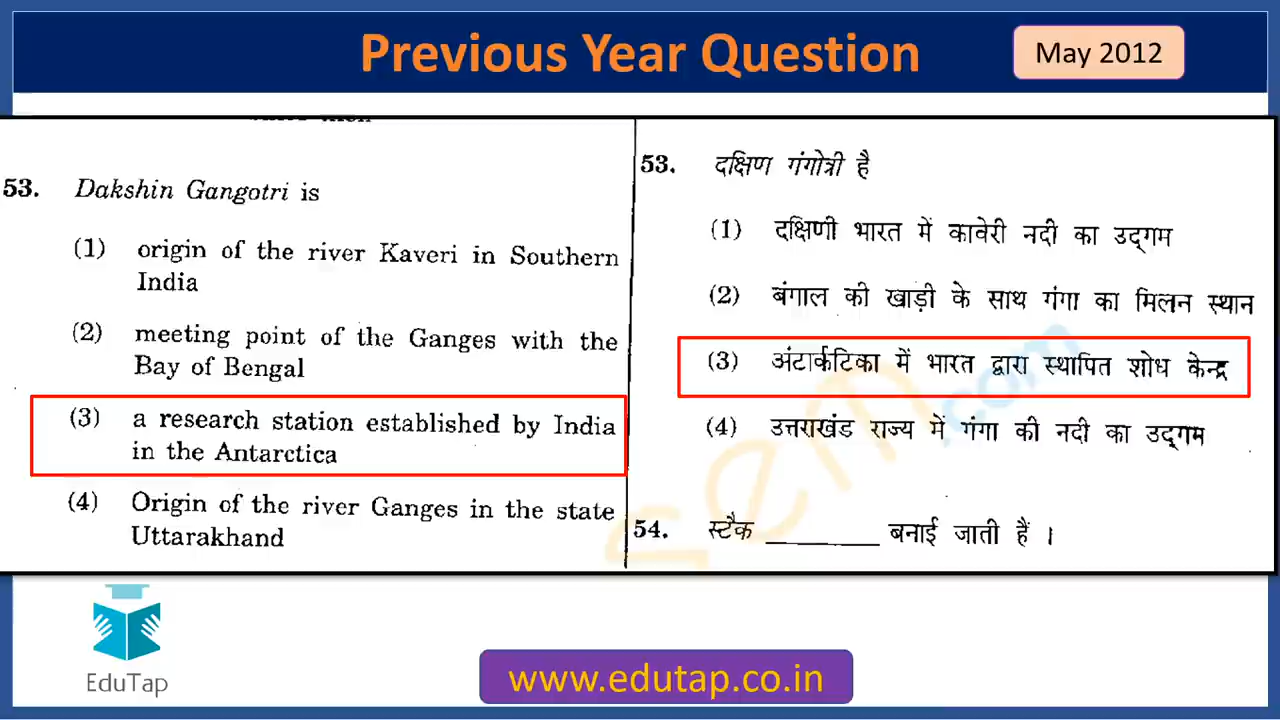 Previous Year Question
May 2012
53. Dakshin Gangotri is
(1) origin of the river Kaveri in Southern
India
(2) meeting point of the Ganges with the
Bay of Bengal
(3) a research station established by India
in the Antarctica
(4) Origin of the river Ganges in the state
Uttarakhand
53. दक्षिण गंगोत्री है
(1) दक्षिणी भारत में कावेरी नदी का उद्‌गम
(2) बंगाल की खाड़ी के साथ गंगा का मिलन स्थान
(3) अंटार्कटिका में भारत द्वारा स्थापित शोध केन्द्र
(4) उत्तराखंड राज्य में गंगा की नदी का उद्‌गम
54. स्टैक ________ बनाई जाती हैं ।
EduTap
www.edutap.co.in